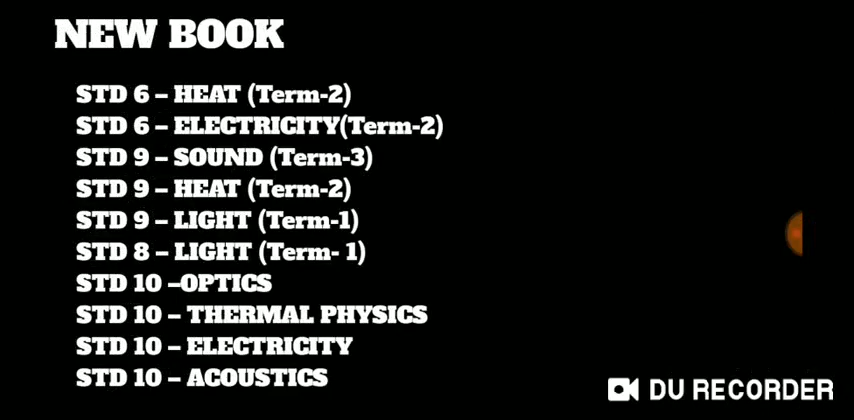 NEW BOOK
STD 6 – HEAT (Term-2)
STD 6 – ELECTRICITY(Term-2)
STD 9 – SOUND (Term-3)
STD 9 – HEAT (Term-2)
STD 9 – LIGHT (Term-1)
STD 8 – LIGHT (Term- 1)
STD 10 –OPTICS
STD 10 – THERMAL PHYSICS
STD 10 – ELECTRICITY
STD 10 – ACOUSTICS
DU RECORDER